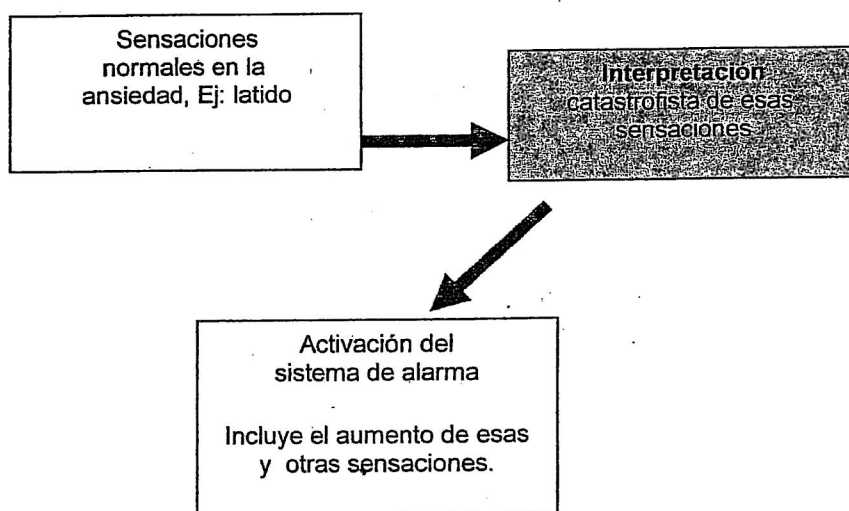 Sensaciones
normales en la
ansiedad, Ej: latido
Interpretación
catastrofista de esas
sensaciones
Activación del
sistema de alarma
Incluye el aumento de esas
y otras sensaciones.